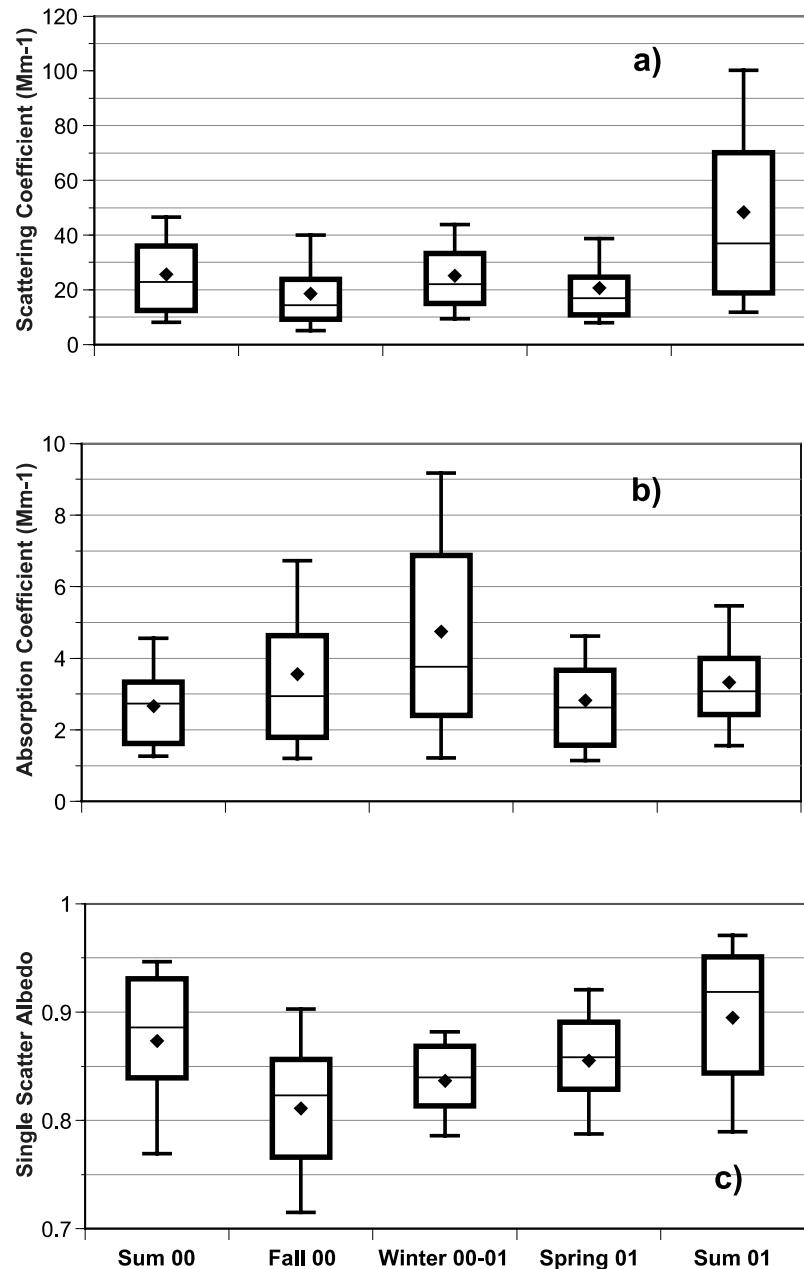 Scattering Coefficient (Mm-1)
120
100
80
60
40
20
0
a)
Absorption Coefficient (Mm-1)
10
8
6
4
2
0
b)
Single Scatter Albedo
1
0.9
0.8
0.7
c)
Sum 00 Fall 00 Winter 00-01 Spring 01 Sum 01